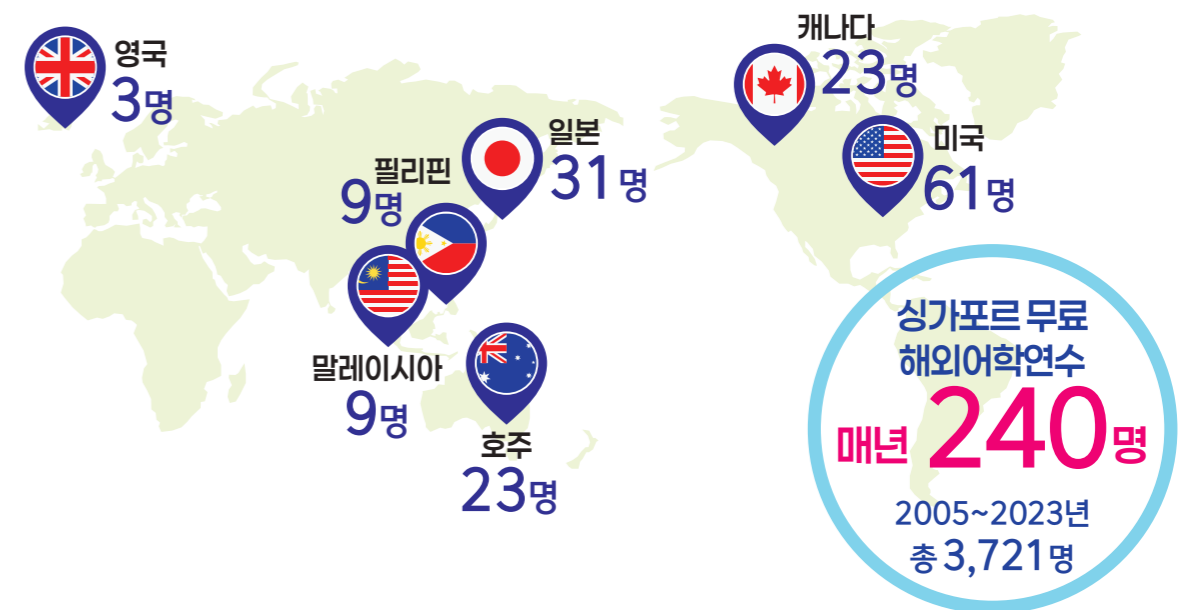 영국
3명
캐나다
23명
일본
31명
미국
61명
필리핀
9명
말레이시아
9명
호주
23명
싱가포르 무료
해외어학연수
매년 240명
2005~2023년
총 3,721명